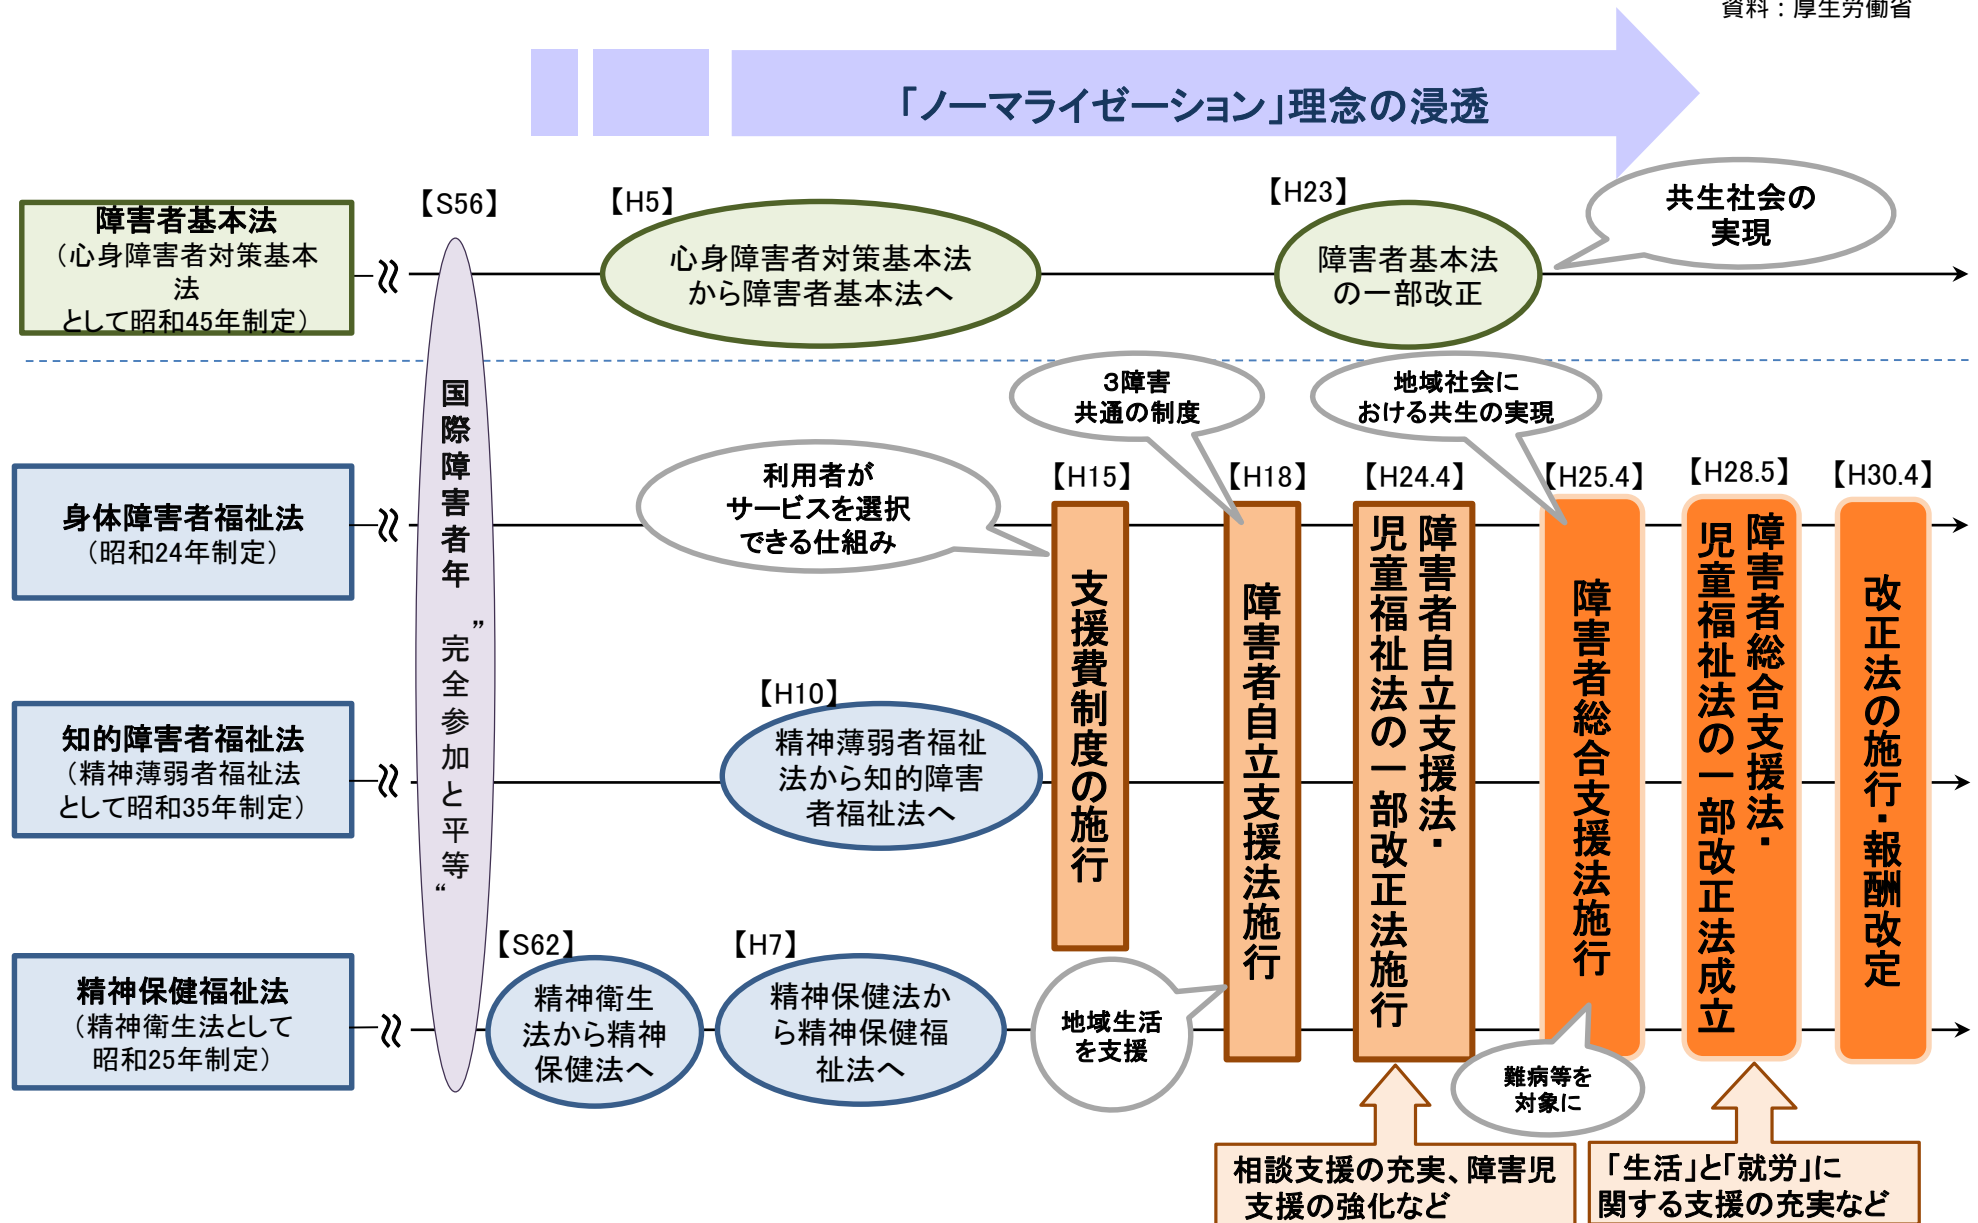 資料：厚生労働省
「ノーマライゼーション」理念の浸透
障害者基本法
（心身障害者対策基本
法
として昭和45年制定）
【S56】
【H5】
心身障害者対策基本法
から障害者基本法へ
【H23】
障害者基本法
の一部改正
共生社会の
実現
国際障害者年
”完全参加と平等“
身体障害者福祉法
（昭和24年制定）
利用者が
サービスを選択
できる仕組み
３障害
共通の制度
地域社会に
おける共生の実現
【H15】
支援費制度の施行
【H18】
障害者自立支援法施行
【H24.4】
障害者自立支援法・
児童福祉法の一部改正法施行
【H25.4】
障害者総合支援法施行
【H28.5】
障害者総合支援法・
児童福祉法の一部改正法成立
【H30.4】
改正法の施行・報酬改定
知的障害者福祉法
（精神薄弱者福祉法
として昭和35年制定）
【H10】
精神薄弱者福祉
法から知的障害
者福祉法へ
精神保健福祉法
（精神衛生法として
昭和25年制定）
【S62】
精神衛生
法から精神
保健法へ
【H7】
精神保健法か
ら精神保健福
祉法へ
地域生活
を支援
難病等を
対象に
相談支援の充実、障害児
支援の強化など
「生活」と「就労」に
関する支援の充実など